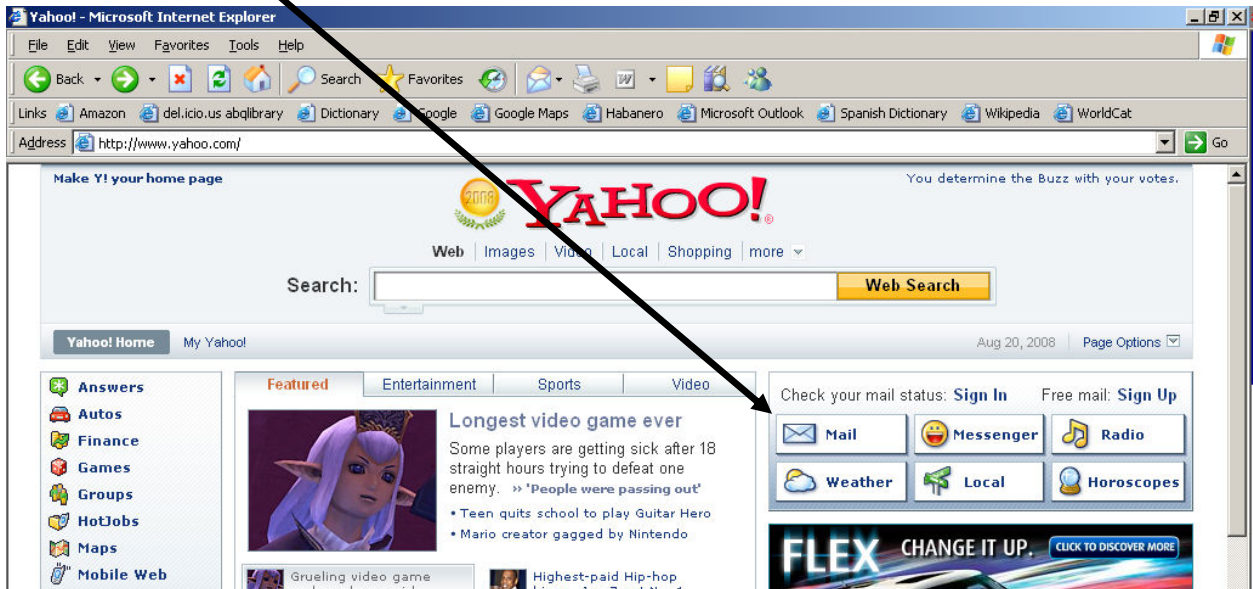 Yahoo! - Microsoft Internet Explorer
File Edit View Favorites Tools Help
Back Search Favorites
Links Amazon del.icio.us abqlibrary Dictionary Google Google Maps Habanero Microsoft Outlook Spanish Dictionary Wikipedia WorldCat
Address http://www.yahoo.com/ Go
Make Y! your home page
2008 YAHOO!
You determine the Buzz with your votes.
Web Images Video Local Shopping more
Search: Web Search
Yahoo! Home My Yahoo! Aug 20, 2008 Page Options
Answers
Autos
Finance
Games
Groups
HotJobs
Maps
Mobile Web
Featured Entertainment Sports Video
Longest video game ever
Some players are getting sick after 18
straight hours trying to defeat one
enemy. » 'People were passing out'
• Teen quits school to play Guitar Hero
• Mario creator gagged by Nintendo
Grueling video game
Highest-paid Hip-hop
Check your mail status: Sign In Free mail: Sign Up
Mail Messenger Radio
Weather Local Horoscopes
FLEX CHANGE IT UP. CLICK TO DISCOVER MORE